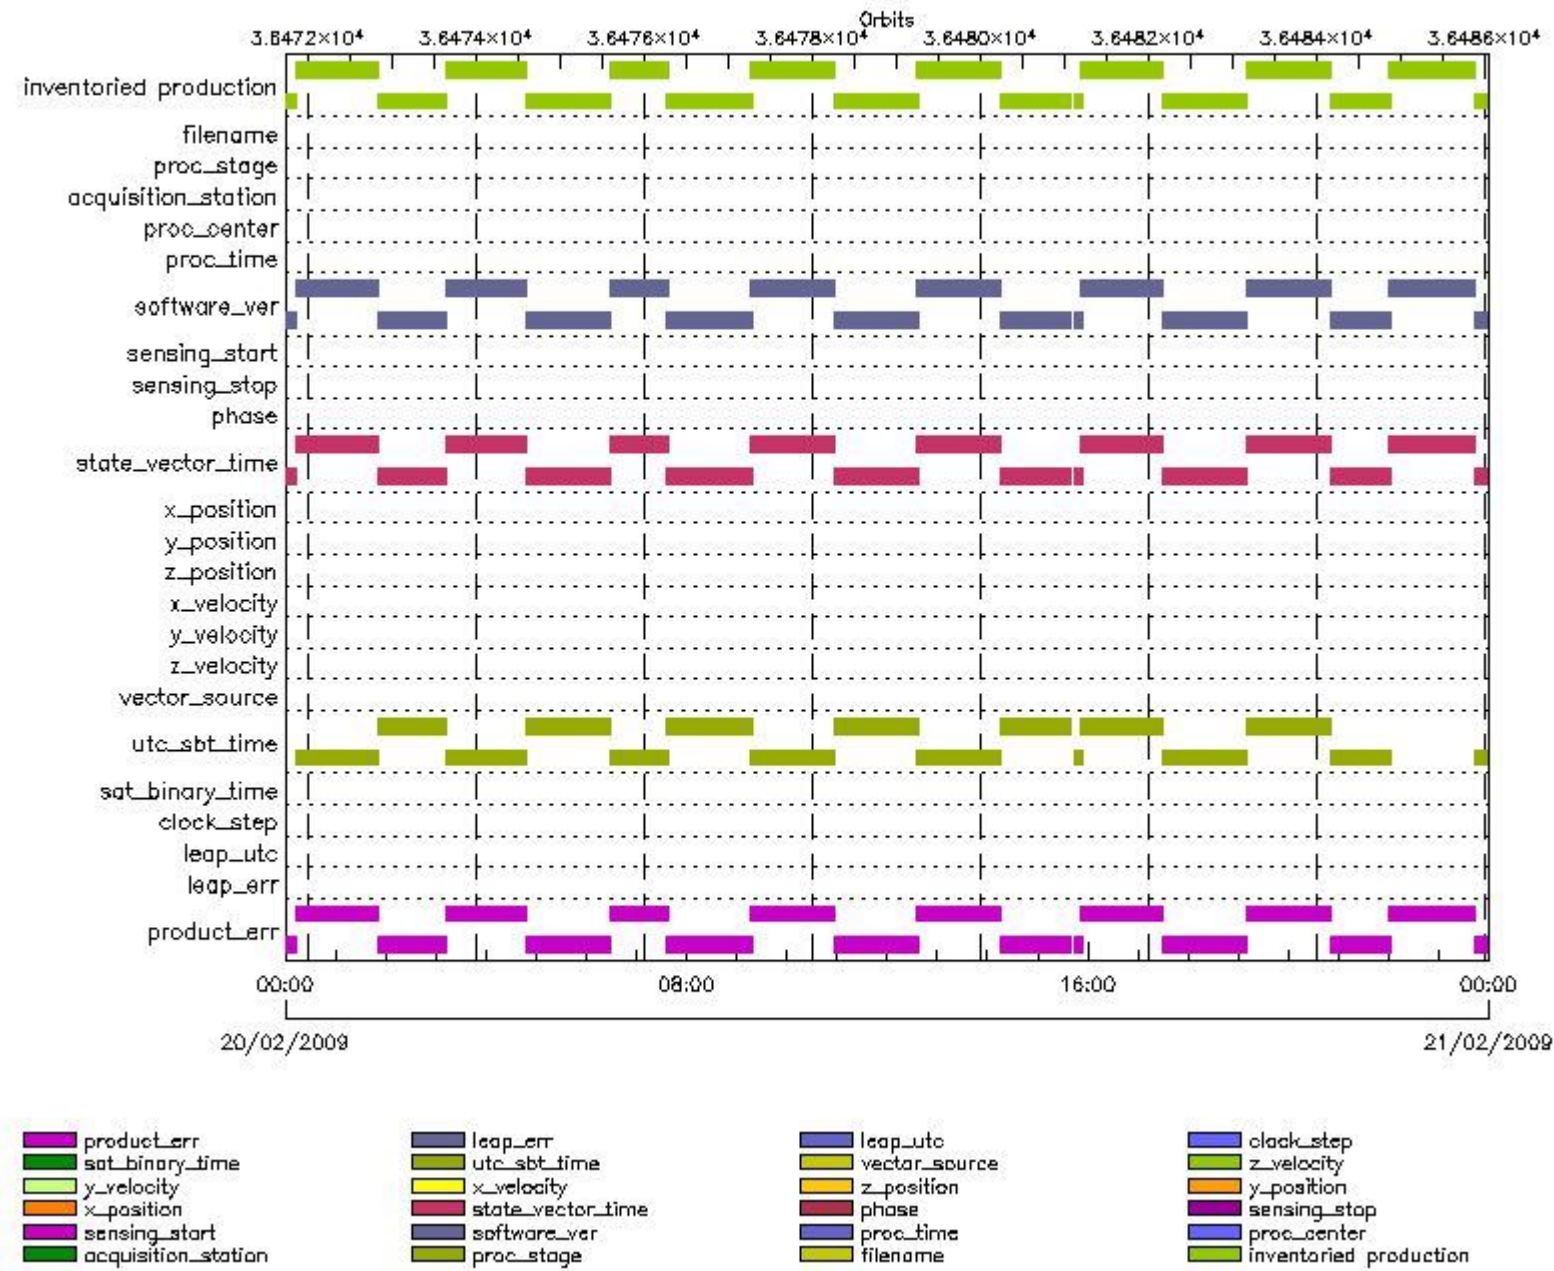 Orbits
3.6472×10⁴ 3.6474×10⁴ 3.6476×10⁴ 3.6478×10⁴ 3.6480×10⁴ 3.6482×10⁴ 3.6484×10⁴ 3.6486×10⁴
inventoried production
filename
proc_stage
acquisition_station
proc_center
proc_time
software_ver
sensing_start
sensing_stop
phase
state_vector_time
x_position
y_position
z_position
x_velocity
y_velocity
z_velocity
vector_source
utc_sbt_time
sat_binary_time
clock_step
leap_utc
leap_err
product_err
00:00 08:00 16:00 00:00
20/02/2009 21/02/2009
product_err leap_err leap_utc clock_step
sat_binary_time utc_sbt_time vector_source z_velocity
y_velocity x_velocity z_position y_position
x_position state_vector_time phase sensing_stop
sensing_start software_ver proc_time proc_center
acquisition_station proc_stage filename inventoried production